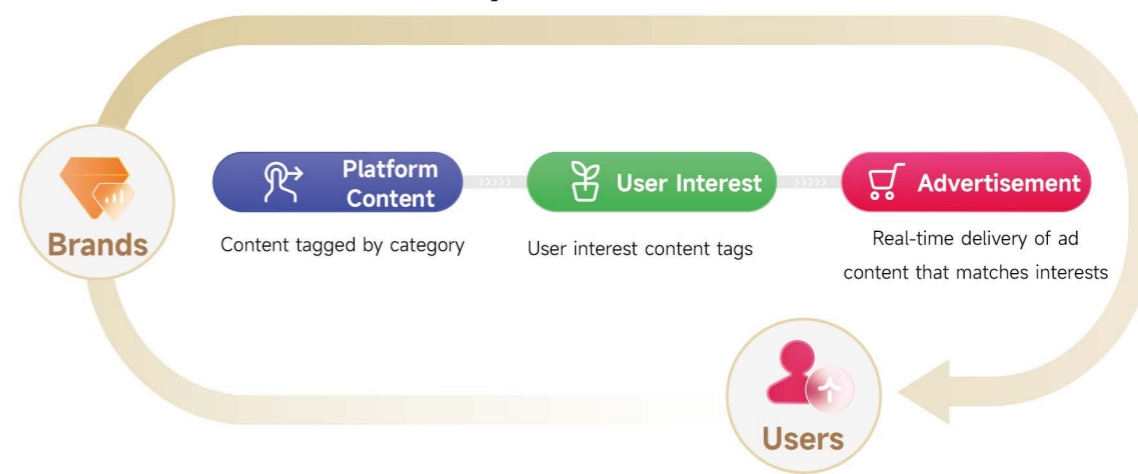 Brands
Platform
Content
Content tagged by category
User Interest
User interest content tags
Advertisement
Real-time delivery of ad
content that matches interests
Users